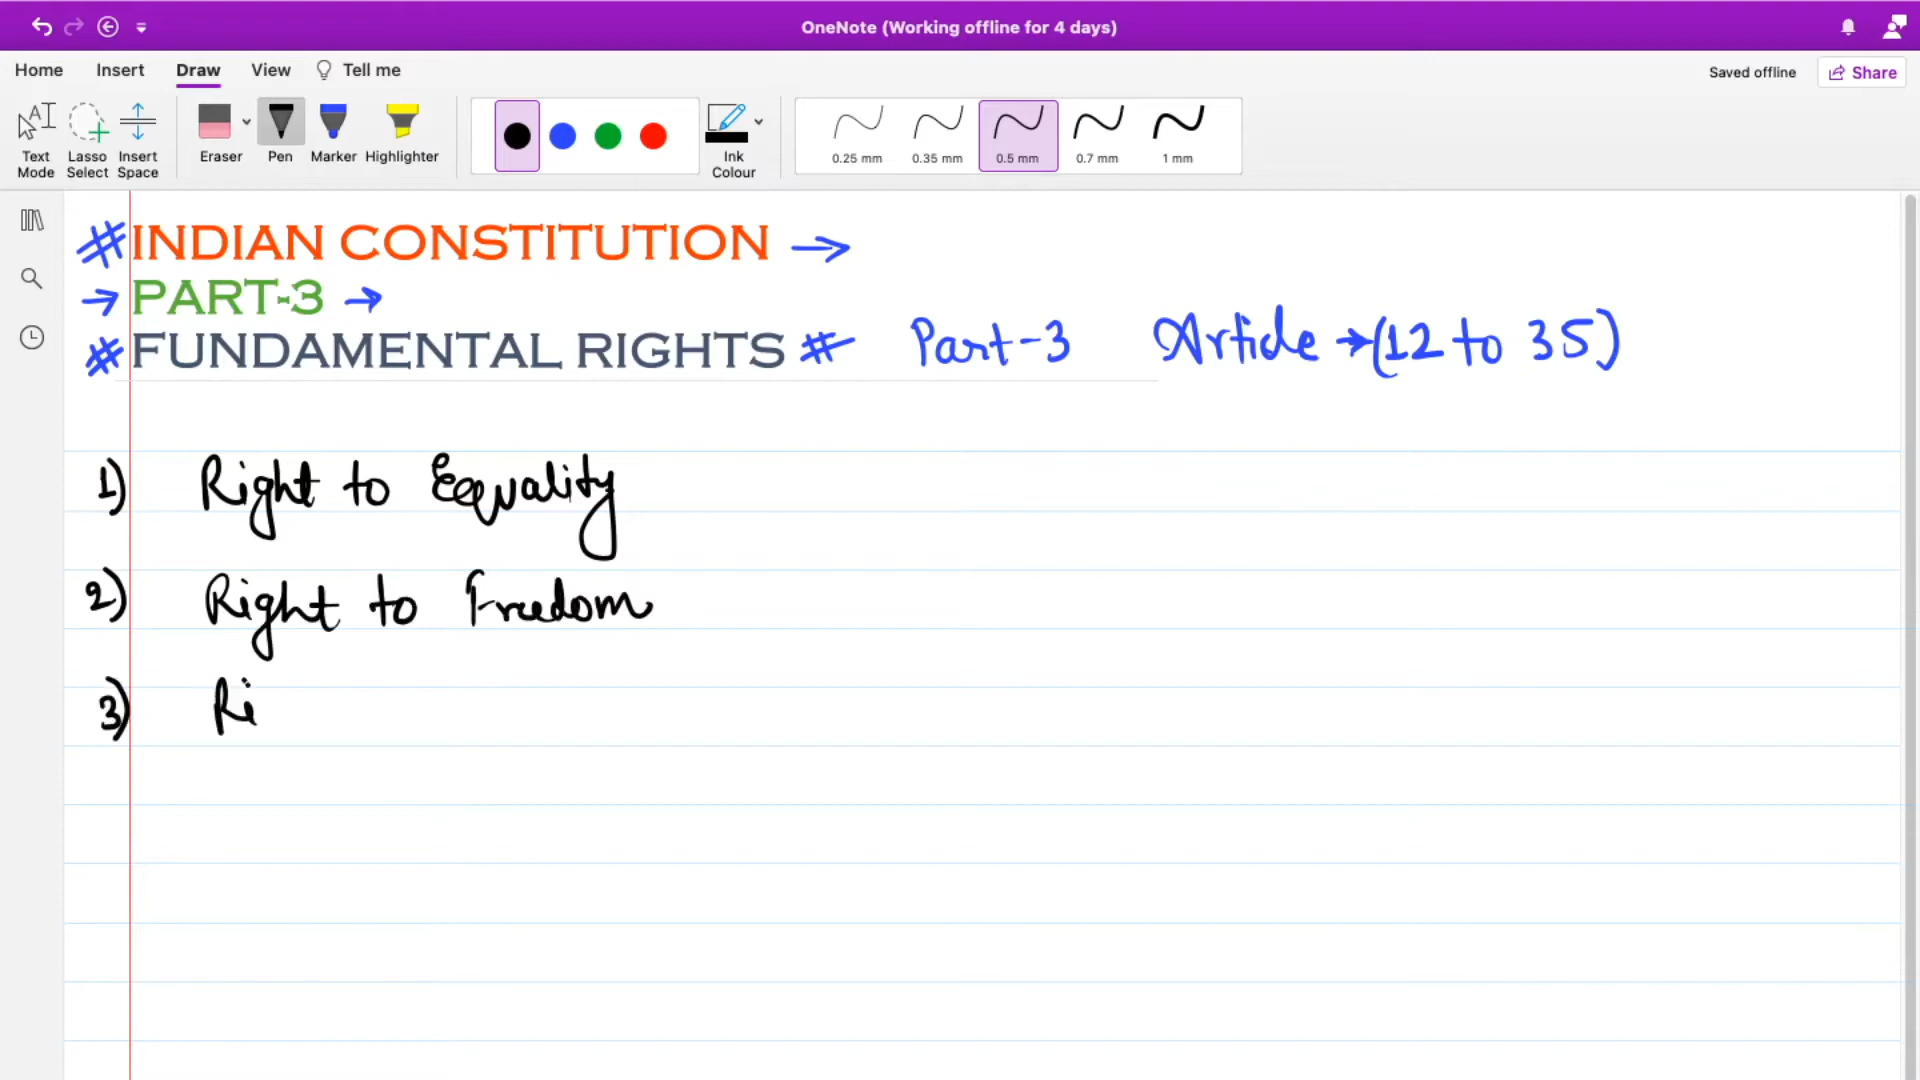 OneNote (Working offline for 4 days)
Home Insert Draw View Tell me Saved offline Share
Text Mode Lasso Select Insert Space Eraser Pen Marker Highlighter Ink Colour 0.25 mm 0.35 mm 0.5 mm 0.7 mm 1 mm
# INDIAN CONSTITUTION →
→ PART-3 →
# FUNDAMENTAL RIGHTS # Part-3 Article → (12 to 35)
1) Right to Equality
2) Right to Freedom
3) Ri